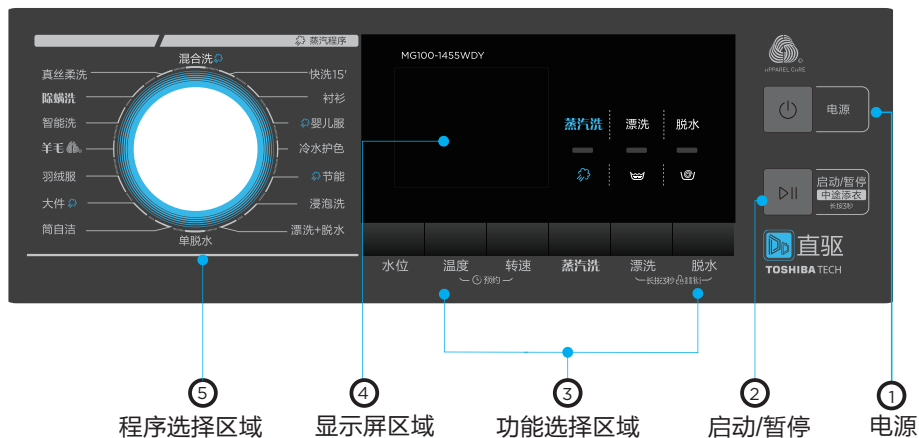 蒸汽程序
混合洗
真丝柔洗
除螨洗
智能洗
羊毛
羽绒服
大件
筒自洁
单脱水
快洗15'
衬衫
婴儿服
冷水护色
节能
浸泡洗
漂洗+脱水
MG100-1455WDY
蒸汽洗 漂洗 脱水
水位 温度 转速 蒸汽洗 漂洗 脱水
预约 长按3秒
APPAREL CARE
电源
启动/暂停
中途添衣
长按3秒
直驱
TOSHIBA TECH
5 4 3 2 1
程序选择区域 显示屏区域 功能选择区域 启动/暂停 电源